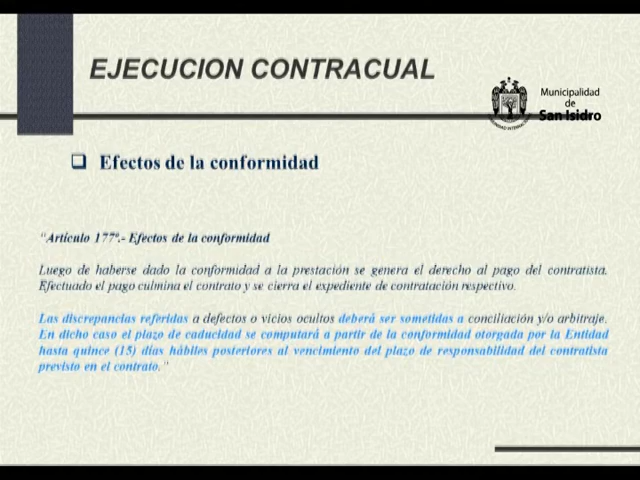 EJECUCION CONTRACUAL
Municipalidad
de
San Isidro
❑ Efectos de la conformidad
"Artículo 177º.- Efectos de la conformidad
Luego de haberse dado la conformidad a la prestación se genera el derecho al pago del contratista.
Efectuado el pago culmina el contrato y se cierra el expediente de contratación respectivo.
Las discrepancias referidas a defectos o vicios ocultos deberá ser sometidas a conciliación y/o arbitraje.
En dicho caso el plazo de caducidad se computará a partir de la conformidad otorgada por la Entidad
hasta quince (15) días hábiles posteriores al vencimiento del plazo de responsabilidad del contratista
previsto en el contrato."